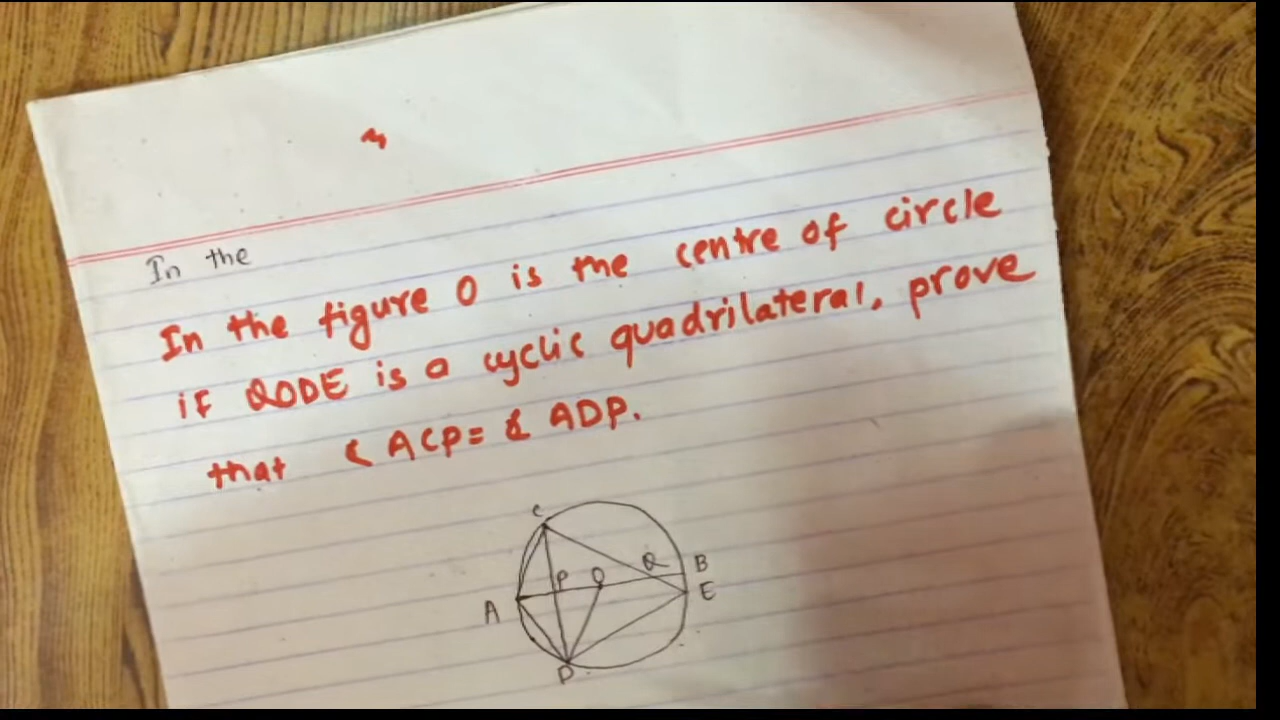 In the
In the figure O is the centre of circle
if QODE is a cyclic quadrilateral, prove
that ∠ ACP = ∠ ADP.
C
P O Q B
A E
D